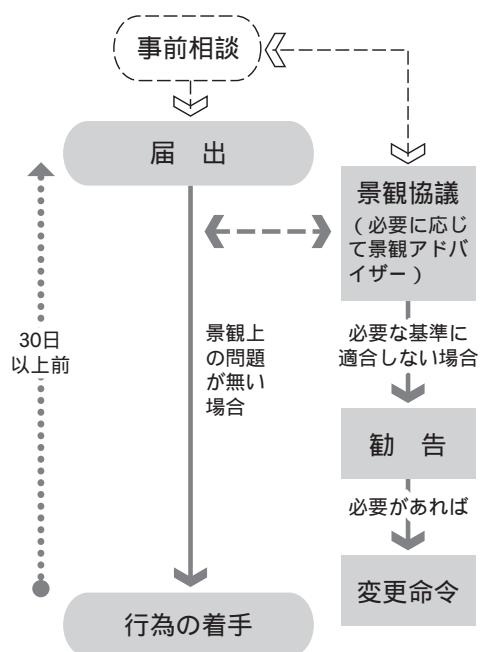 事前相談
届　出
景観協議
（必要に応じ
て景観アドバ
イザー）
30日
以上前
景観上
の問題
が無い
場合
必要な基準に
適合しない場合
勧　告
必要があれば
変更命令
行為の着手